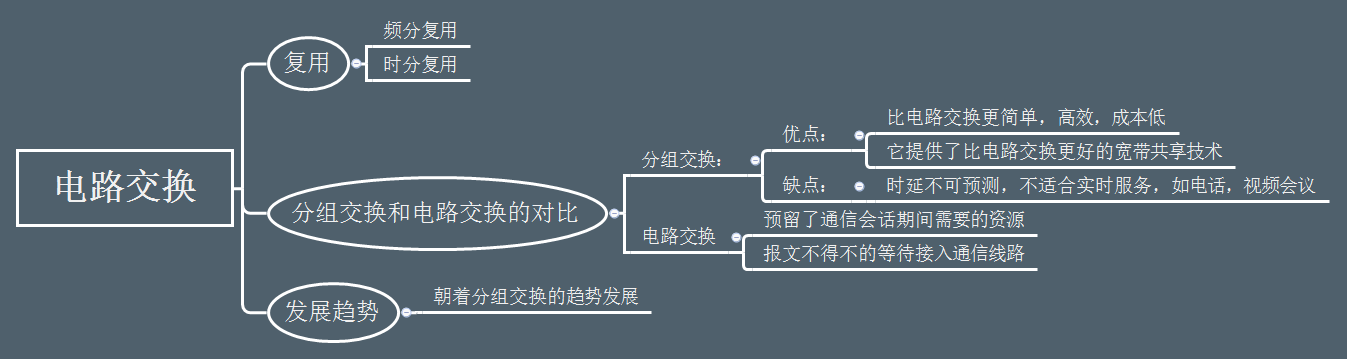 电路交换
复用
频分复用
时分复用
分组交换和电路交换的对比
分组交换：
优点：
比电路交换更简单，高效，成本低
它提供了比电路交换更好的宽带共享技术
缺点：
时延不可预测，不适合实时服务，如电话，视频会议
电路交换
预留了通信会话期间需要的资源
报文不得不的等待接入通信线路
发展趋势
朝着分组交换的趋势发展